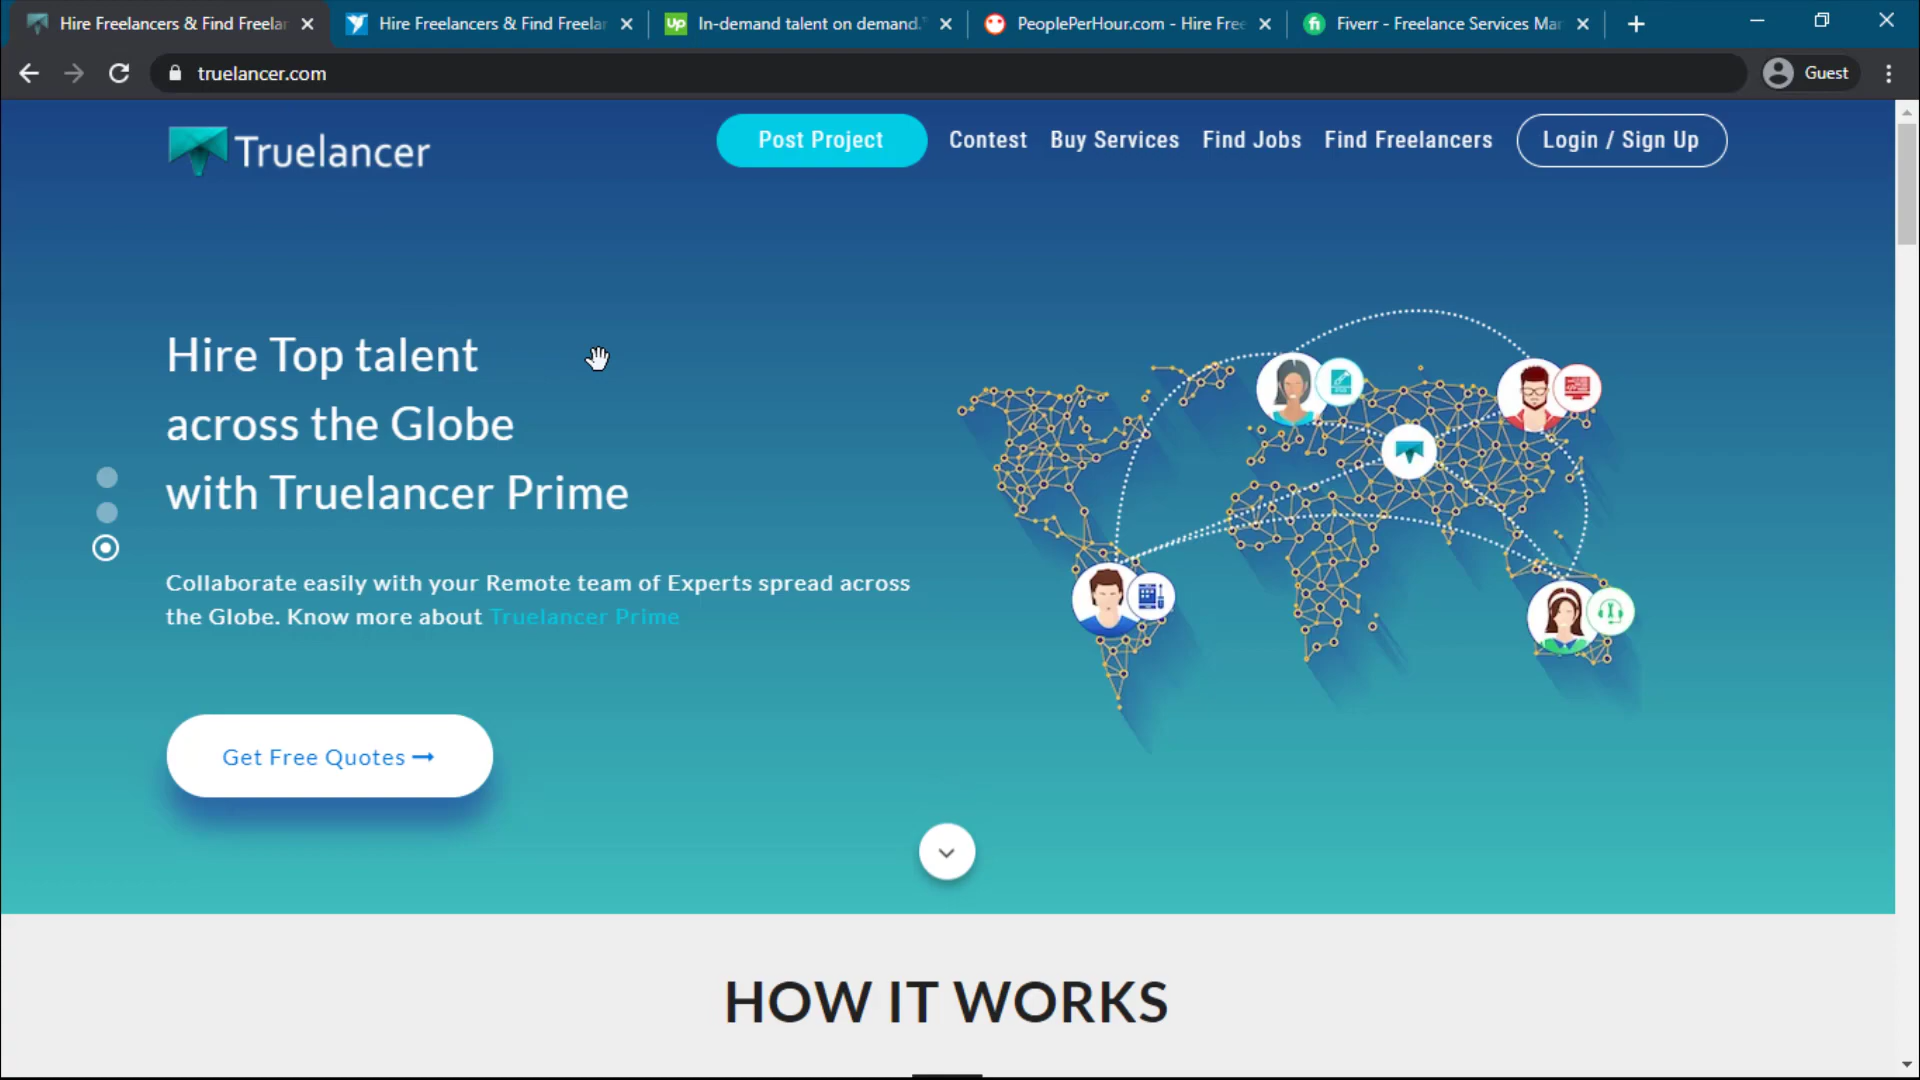 Hire Freelancers & Find Freelan
Hire Freelancers & Find Freelan
up In-demand talent on demand.
PeoplePerHour.com - Hire Free
fi Fiverr - Freelance Services Mar
truelancer.com
Guest
Truelancer
Post Project
Contest
Buy Services
Find Jobs
Find Freelancers
Login / Sign Up
Hire Top talent
across the Globe
with Truelancer Prime
Collaborate easily with your Remote team of Experts spread across
the Globe. Know more about Truelancer Prime
Get Free Quotes
HOW IT WORKS